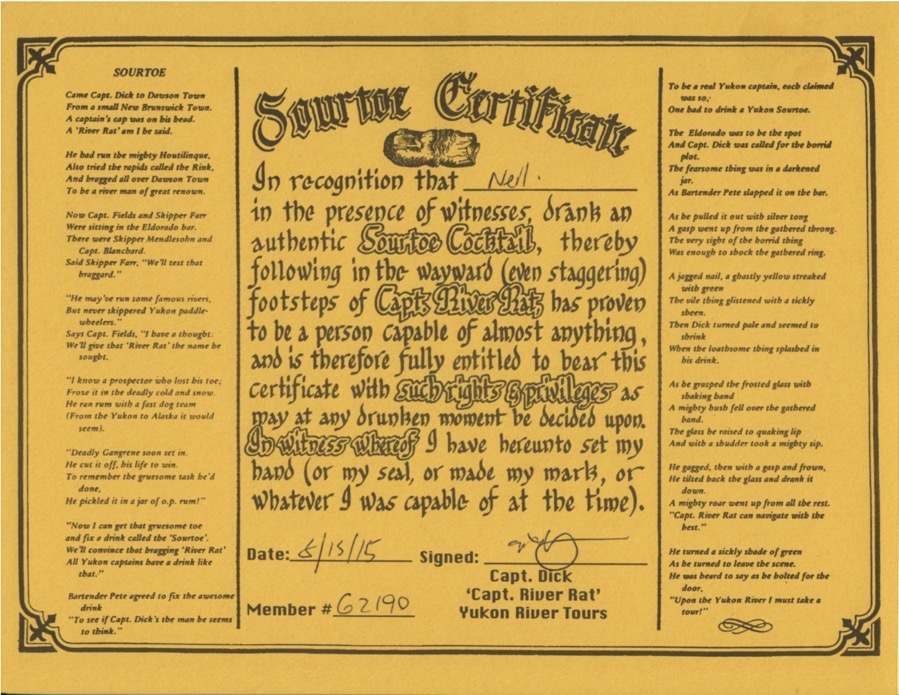 SOURTOE
Came Capt. Dick to Dawson Town
From a small New Brunswick Town.
A captain's cap was on his head.
A 'River Rat' am I he said.
He had run the mighty Houtilinque,
Also tried the rapids called the Rink,
And bragged all over Dawson Town
To be a river man of great renown.
Now Capt. Fields and Skipper Farr
Were sitting in the Eldorado bar.
There were Skipper Mendlesohn and
Capt. Blanchard.
Said Skipper Farr, "We'll test that
braggard."
"He may've run some famous rivers,
But never skippered Yukon paddle-
wheelers."
Says Capt. Fields, "I have a thought:
We'll give that 'River Rat' the name he
sought.
"I know a prospector who lost his toe;
Froze it in the deadly cold and snow.
He ran rum with a fast dog team
(From the Yukon to Alaska it would
seem).
"Deadly Gangrene soon set in.
He cut it off, his life to win.
To remember the gruesome task he'd
done,
He pickled it in a jar of o.p. rum!"
"Now I can get that gruesome toe
and fix a drink called the 'Sourtoe'.
We'll convince that bragging 'River Rat'
All Yukon captains have a drink like
that."
Bartender Pete agreed to fix the awesome
drink
"To see if Capt. Dick's the man he seems
to think."
Sourtoe Certificate
In recognition that Neil.
in the presence of witnesses, drank an
authentic Sourtoe Cocktail, thereby
following in the wayward (even staggering)
footsteps of Capt. River Rat, has proven
to be a person capable of almost anything,
and is therefore fully entitled to bear this
certificate with such rights & privileges as
may at any drunken moment be decided upon.
In witness whereof I have hereunto set my
hand (or my seal, or made my mark, or
whatever I was capable of at the time).
Date: 5/15/15 Signed:
Capt. Dick
'Capt. River Rat'
Member # 62190 Yukon River Tours
To be a real Yukon captain, each claimed
was so,
One had to drink a Yukon Sourtoe.
The Eldorado was to be the spot
And Capt. Dick was called for the horrid
plot.
The fearsome thing was in a darkened
jar.
As Bartender Pete slapped it on the bar.
As he pulled it out with silver tong
A gasp went up from the gathered throng.
The very sight of the horrid thing
Was enough to shock the gathered ring.
A jagged nail, a ghastly yellow streaked
with green
The vile thing glistened with a sickly
sheen.
Then Dick turned pale and seemed to
shrink
When the loathsome thing splashed in
his drink.
As he grasped the frosted glass with
shaking hand
A mighty hush fell over the gathered
band.
The glass he raised to quaking lip
And with a shudder took a mighty sip.
He gagged, then with a gasp and frown,
He tilted back the glass and drank it
down.
A mighty roar went up from all the rest.
"Capt. River Rat can navigate with the
best."
He turned a sickly shade of green
As he turned to leave the scene.
He was heard to say as he bolted for the
door,
"Upon the Yukon River I must take a
tour!"